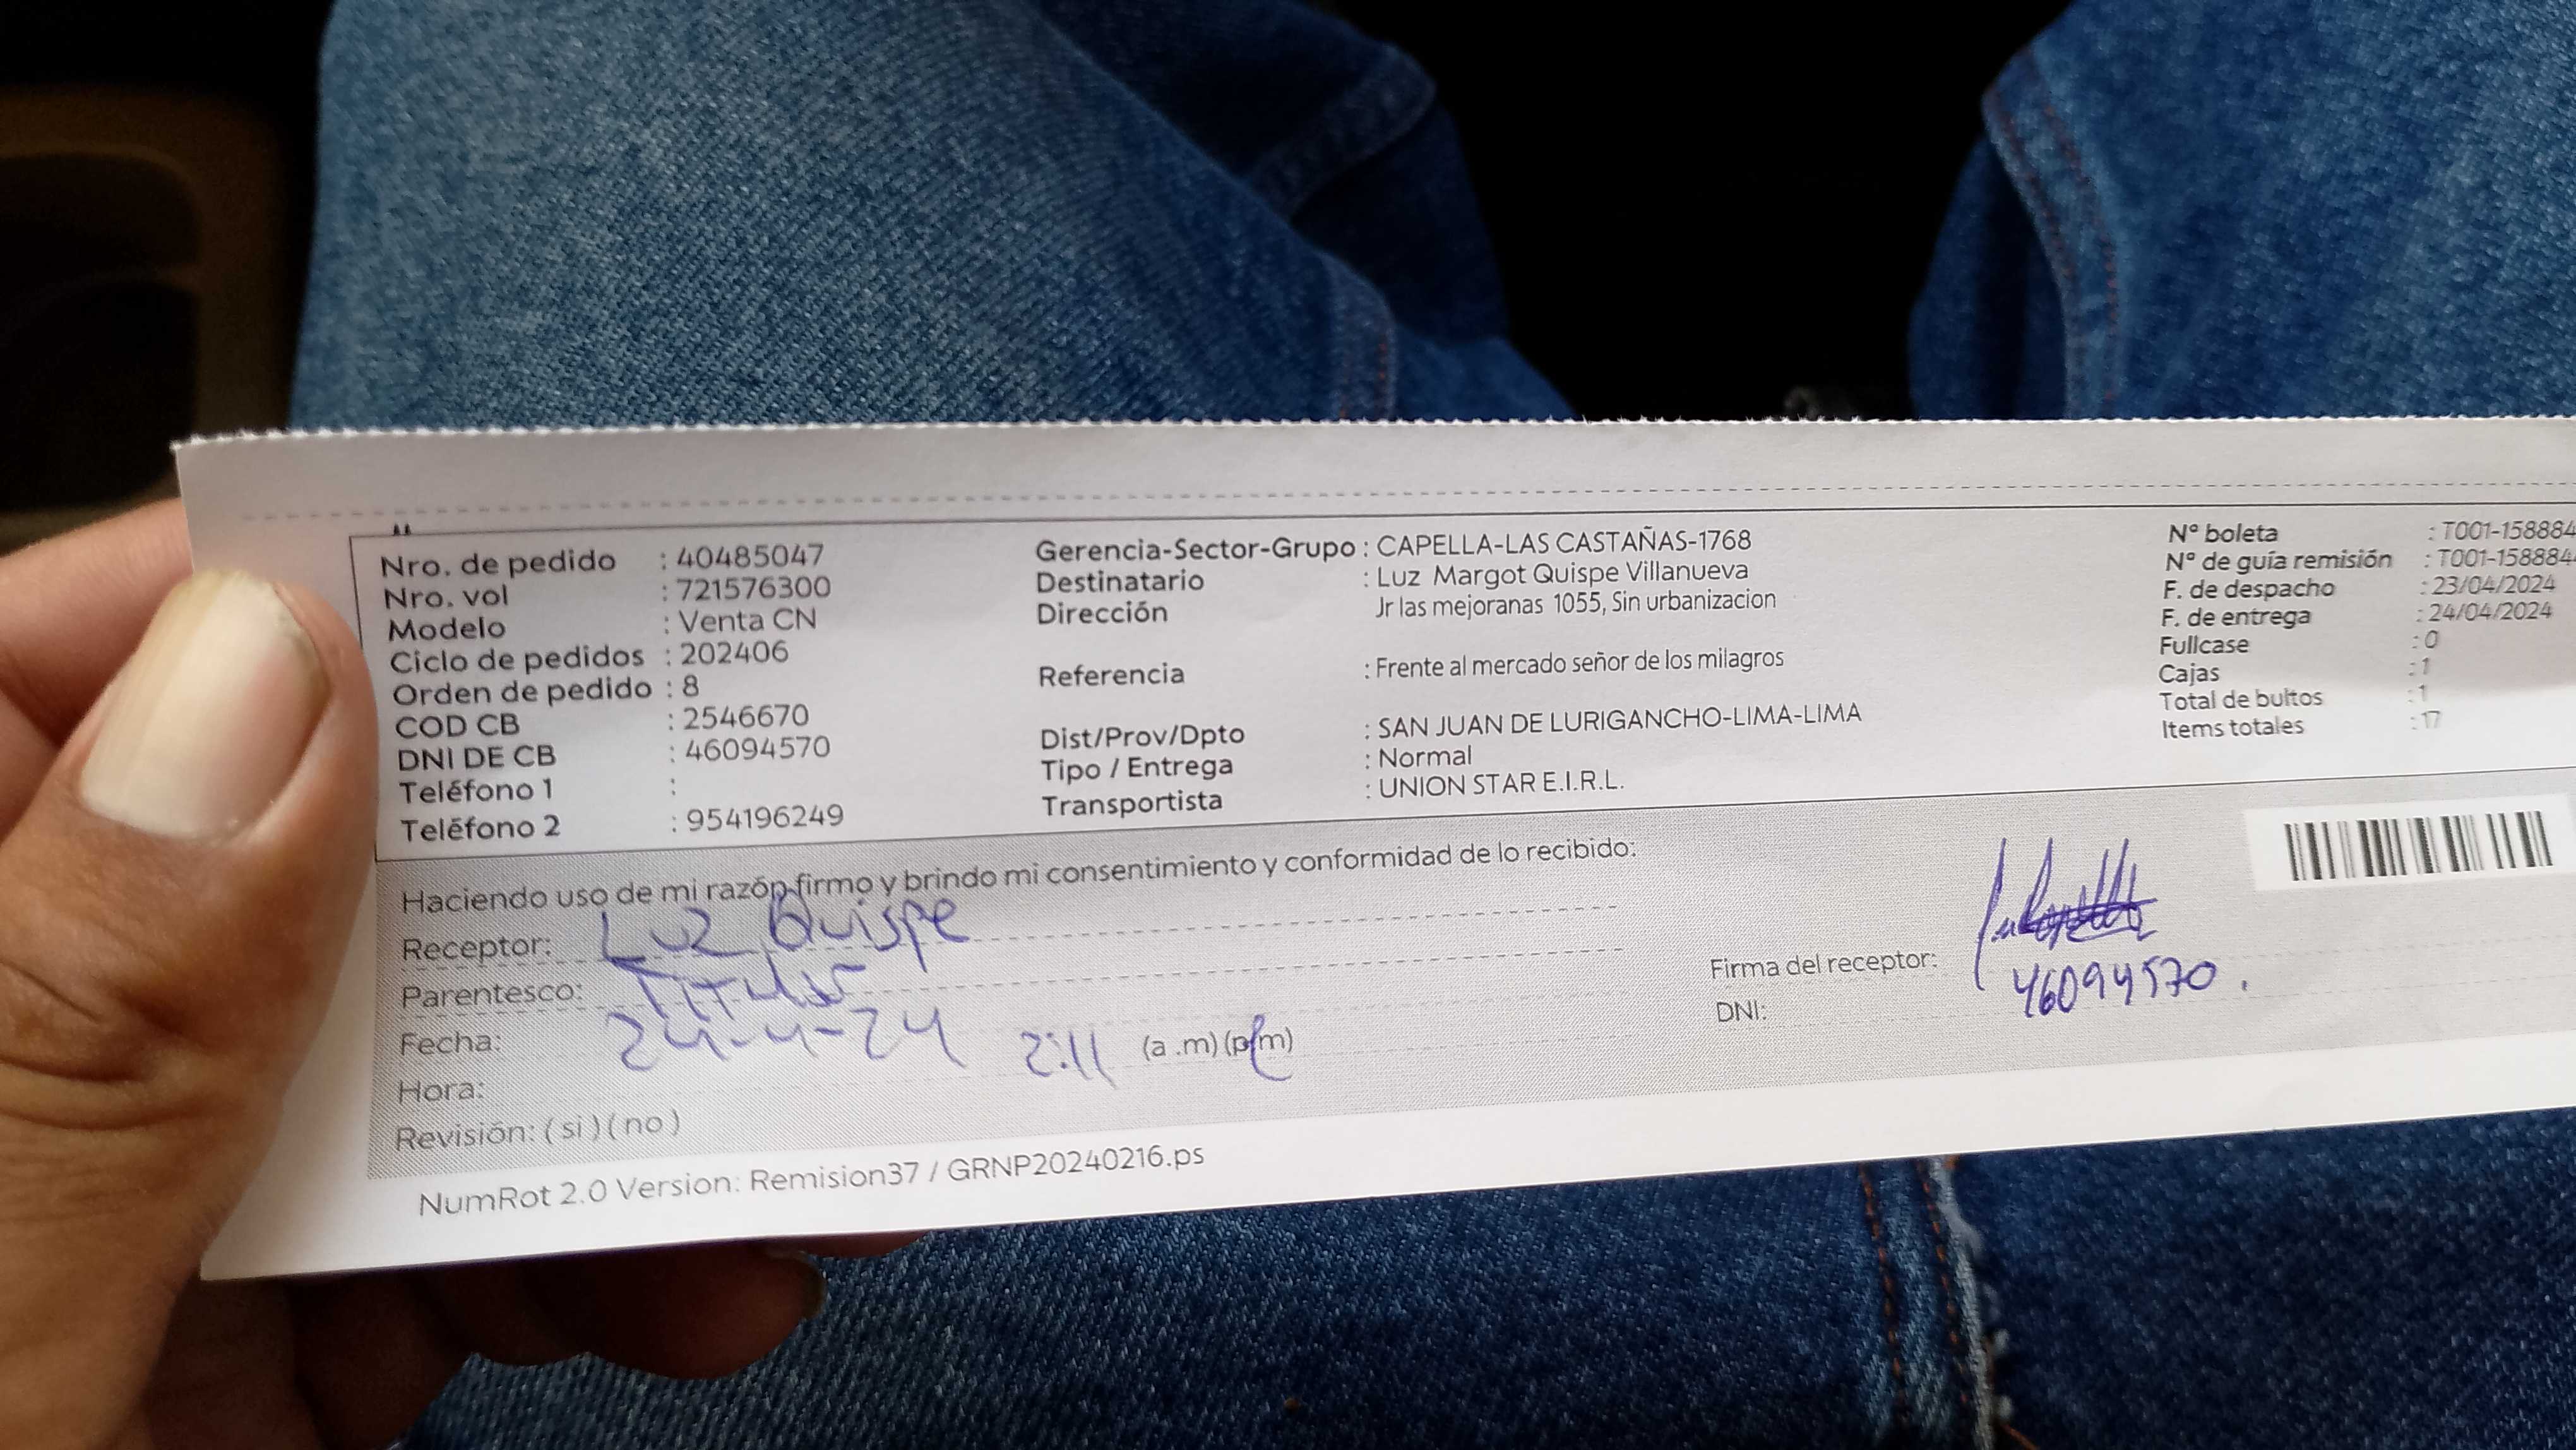 Nro. de pedido : 40485047
Nro. vol : 721576300
Modelo : Venta CN
Ciclo de pedidos : 202406
Orden de pedido : 8
COD CB : 2546670
DNI DE CB : 46094570
Teléfono 1 :
Teléfono 2 : 954196249
Gerencia-Sector-Grupo : CAPELLA-LAS CASTAÑAS-1768
Destinatario : Luz Margot Quispe Villanueva
Dirección Jr las mejoranas 1055, Sin urbanizacion
Referencia : Frente al mercado señor de los milagros
Dist/Prov/Dpto : SAN JUAN DE LURIGANCHO-LIMA-LIMA
Tipo / Entrega : Normal
Transportista : UNION STAR E.I.R.L.
N° boleta : T001-158884
N° de guía remisión : T001-158884
F. de despacho : 23/04/2024
F. de entrega : 24/04/2024
Fullcase : 0
Cajas : 1
Total de bultos : 1
Items totales : 17
Haciendo uso de mi razón firmo y brindo mi consentimiento y conformidad de lo recibido:
Receptor: Luz Quispe
Parentesco: Titular
Fecha: 24-4-24
Hora: 2:11 (a .m) (p.m)
Revisión: ( si ) ( no )
Firma del receptor:
DNI: 46094570.
NumRot 2.0 Version: Remision37 / GRNP20240216.ps